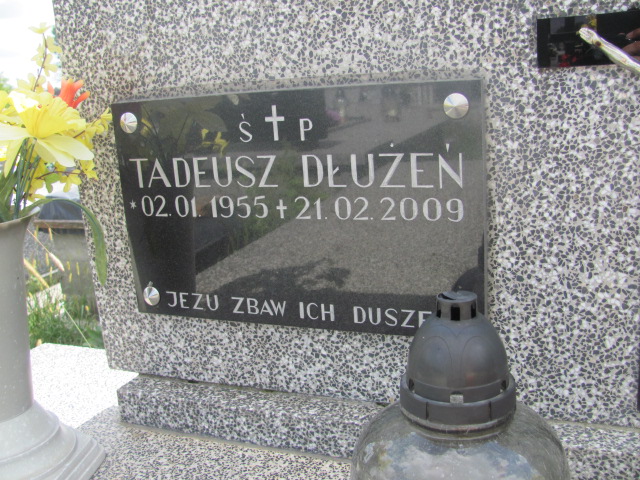 Ś ✝ P
TADEUSZ DŁUŻEŃ
* 02.01.1955 ✝ 21.02.2009
JEZU ZBAW ICH DUSZE